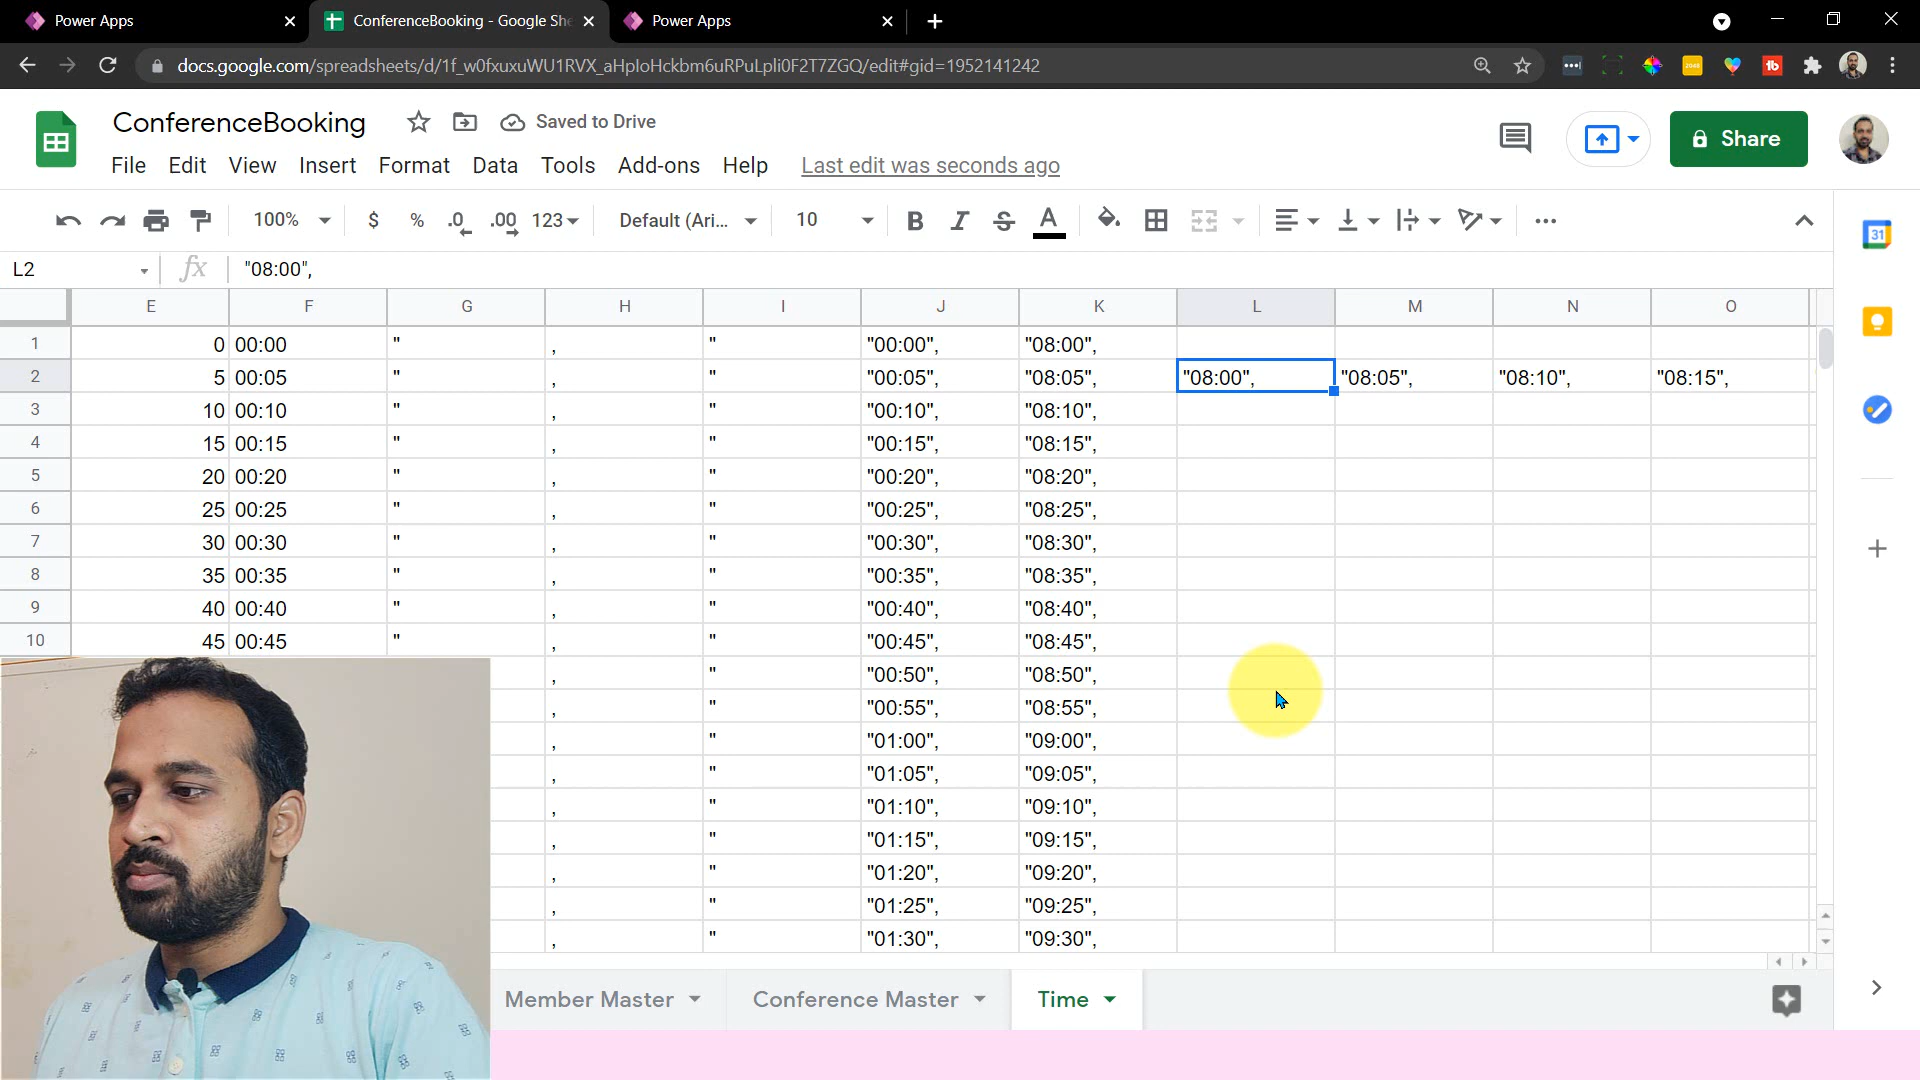 Power Apps
ConferenceBooking - Google She
Power Apps
docs.google.com/spreadsheets/d/1f_w0fxuxuWU1RVX_aHploHckbm6uRPuLpli0F2T7ZGQ/edit#gid=1952141242
ConferenceBooking
Saved to Drive
File Edit View Insert Format Data Tools Add-ons Help Last edit was seconds ago
Share
100% $ % .0 .00 123 Default (Ari... 10 B I S A
31
L2 fx "08:00",
E F G H I J K L M N O
1 0 00:00 " , " "00:00", "08:00",
2 5 00:05 " , " "00:05", "08:05", "08:00", "08:05", "08:10", "08:15", "
3 10 00:10 " , " "00:10", "08:10",
4 15 00:15 " , " "00:15", "08:15",
5 20 00:20 " , " "00:20", "08:20",
6 25 00:25 " , " "00:25", "08:25",
7 30 00:30 " , " "00:30", "08:30",
8 35 00:35 " , " "00:35", "08:35",
9 40 00:40 " , " "00:40", "08:40",
10 45 00:45 " , " "00:45", "08:45",
, " "00:50", "08:50",
, " "00:55", "08:55",
, " "01:00", "09:00",
, " "01:05", "09:05",
, " "01:10", "09:10",
, " "01:15", "09:15",
, " "01:20", "09:20",
, " "01:25", "09:25",
, " "01:30", "09:30",
Member Master Conference Master Time